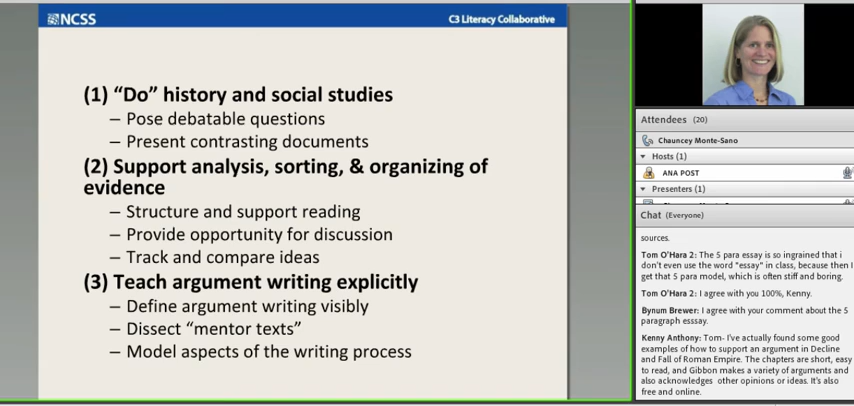 NCSS
C3 Literacy Collaborative
(1) “Do” history and social studies
– Pose debatable questions
– Present contrasting documents
(2) Support analysis, sorting, & organizing of
evidence
– Structure and support reading
– Provide opportunity for discussion
– Track and compare ideas
(3) Teach argument writing explicitly
– Define argument writing visibly
– Dissect “mentor texts”
– Model aspects of the writing process
Attendees (20)
Chauncey Monte-Sano
Hosts (1)
ANA POST
Presenters (1)
Chat (Everyone)
sources.
Tom O'Hara 2: The 5 para essay is so ingrained that i
don't even use the word "essay" in class, because then I
get that 5 para model, which is often stiff and boring.
Tom O'Hara 2: I agree with you 100%, Kenny.
Bynum Brewer: I agree with your comment about the 5
paragraph esssay.
Kenny Anthony: Tom- I've actually found some good
examples of how to support an argument in Decline
and Fall of Roman Empire. The chapters are short, easy
to read, and Gibbon makes a variety of arguments and
also acknowledges other opinions or ideas. It's also
free and online.